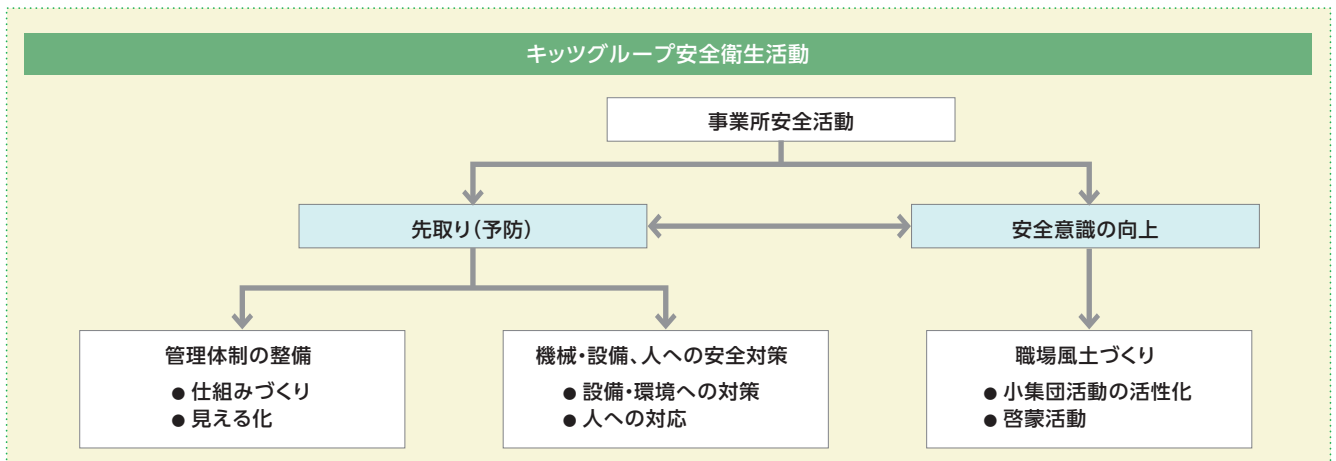 キッツグループ安全衛生活動
事業所安全活動
先取り(予防)
安全意識の向上
管理体制の整備
● 仕組みづくり
● 見える化
機械・設備、人への安全対策
● 設備・環境への対策
● 人への対応
職場風土づくり
● 小集団活動の活性化
● 啓蒙活動